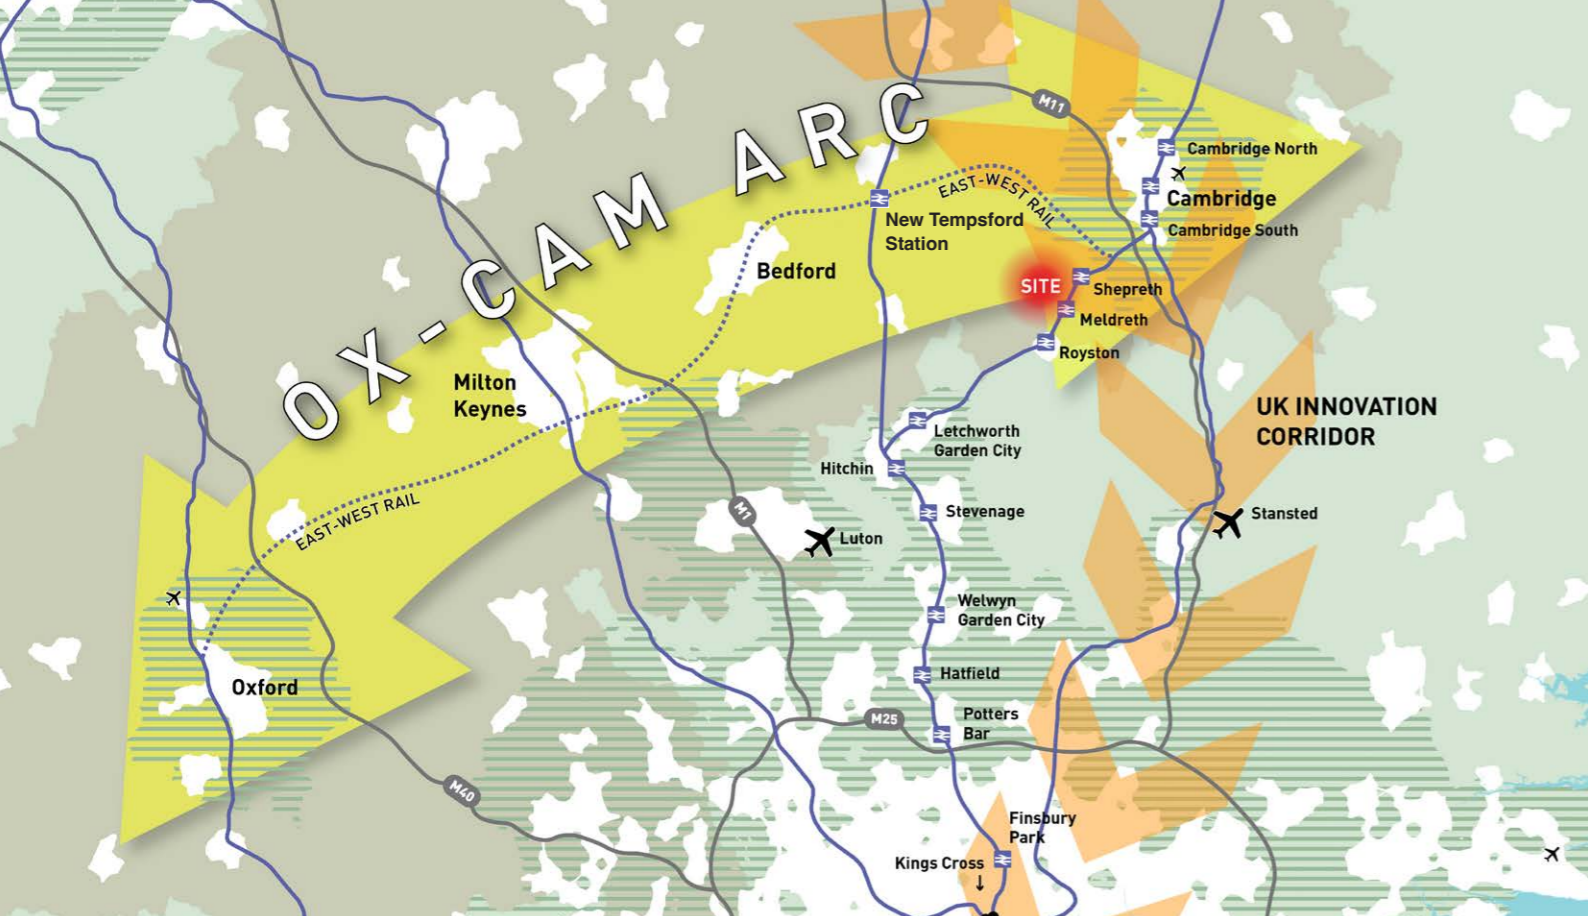 OX-CAM ARC
M11
Cambridge North
Cambridge
Cambridge South
EAST-WEST RAIL
New Tempsford
Station
Bedford
SITE
Shepreth
Meldreth
Royston
Milton
Keynes
UK INNOVATION
CORRIDOR
Letchworth
Garden City
Hitchin
EAST-WEST RAIL
M1
Stevenage
Stansted
Luton
Welwyn
Garden City
Hatfield
Oxford
Potters
Bar
M25
M40
Finsbury
Park
Kings Cross
↓